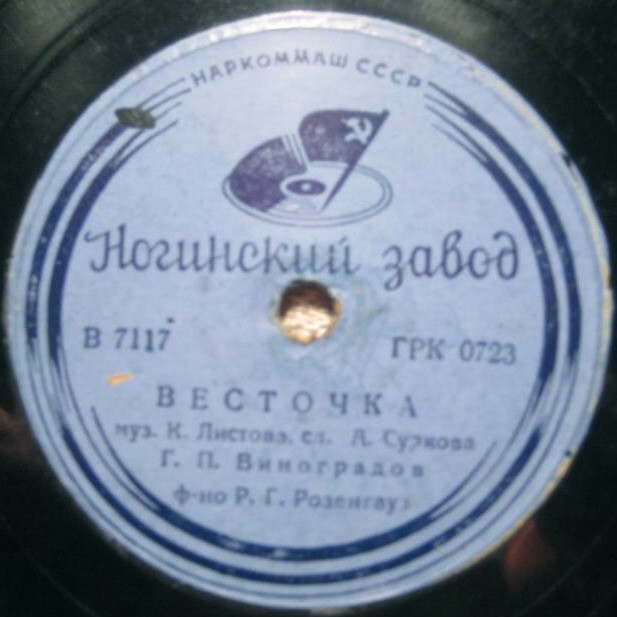 НАРКОММАШ СССР
Ногинский завод
В 7117 ГРК 0723
ВЕСТОЧКА
муз. К. Листова, сл. А. Суркова
Г. П. Виноградов
ф-но Р. Г. Розенгауз